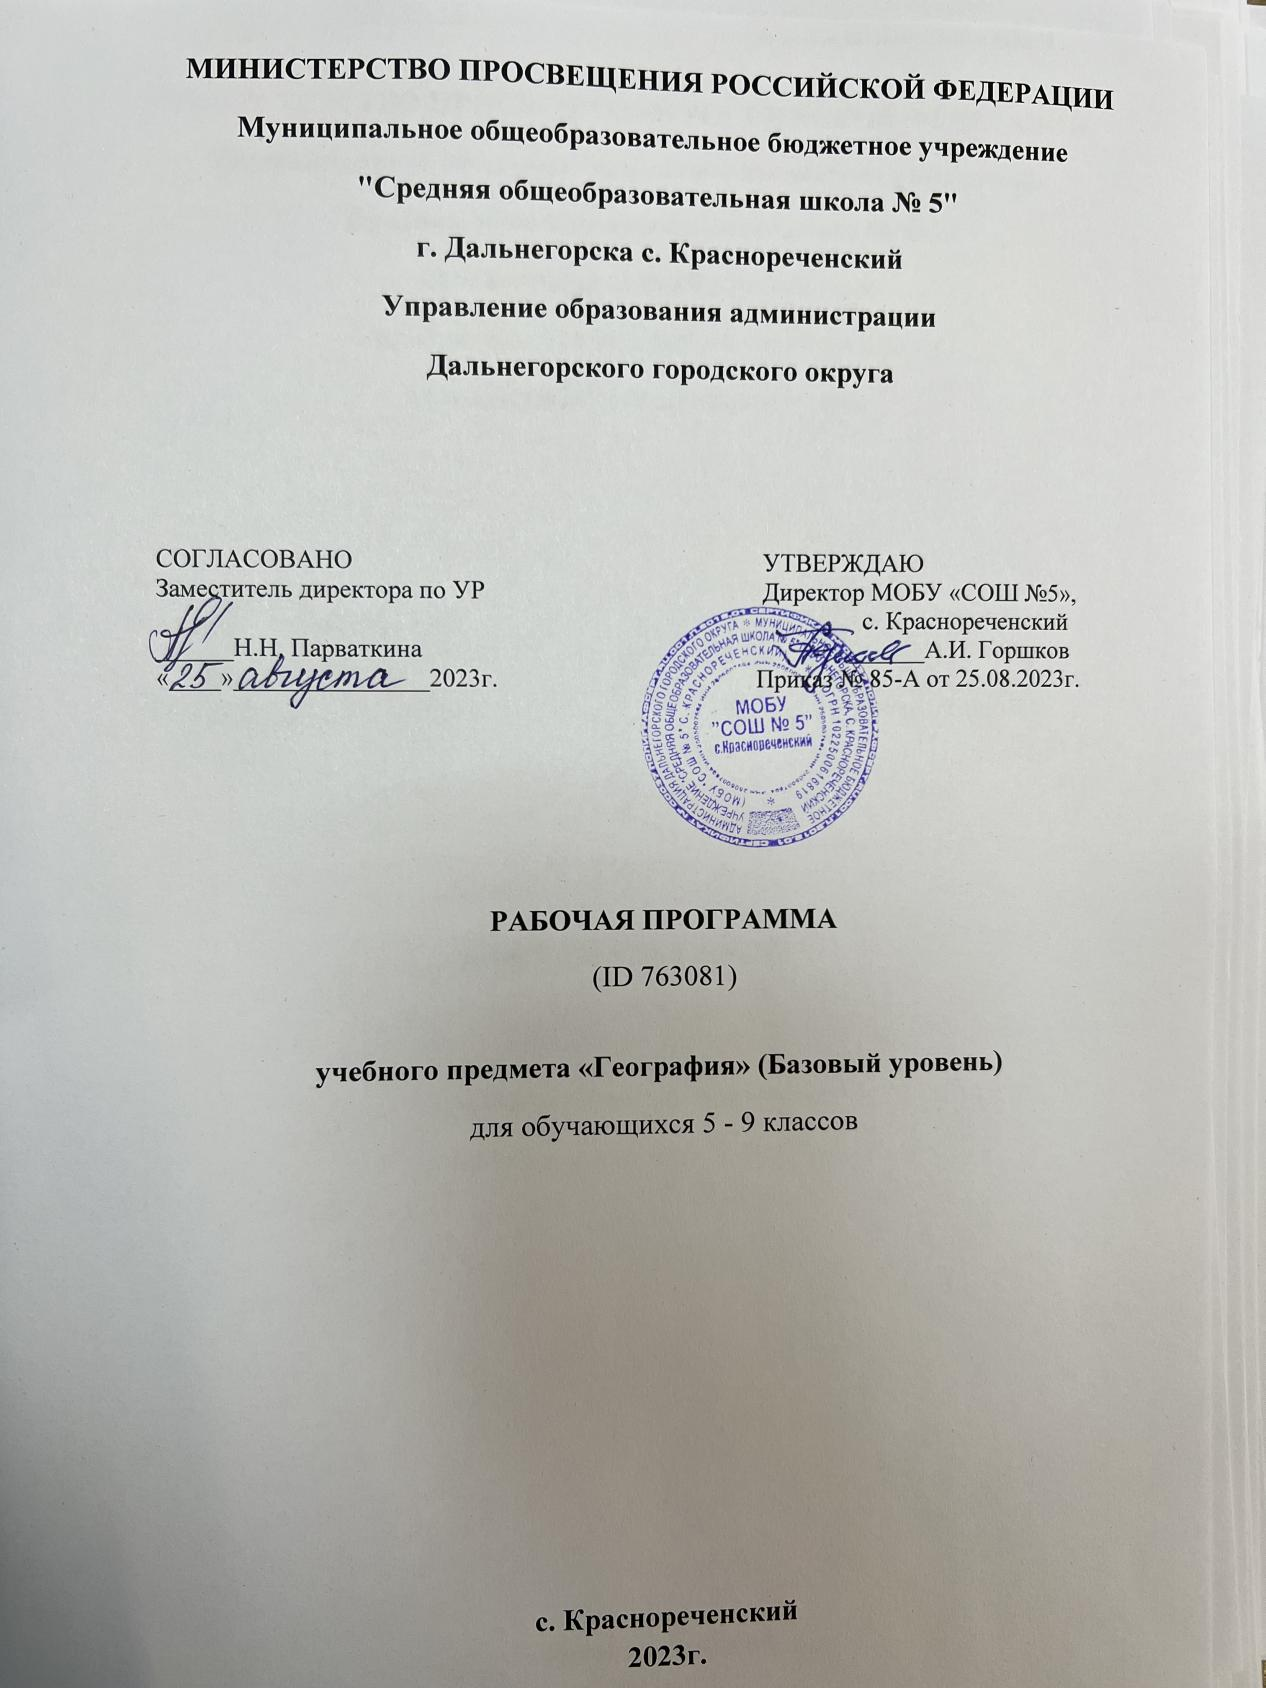 МИНИСТЕРСТВО ПРОСВЕЩЕНИЯ РОССИЙСКОЙ ФЕДЕРАЦИИ
Муниципальное общеобразовательное бюджетное учреждение
"Средняя общеобразовательная школа № 5"
г. Дальнегорска с. Краснореченский
Управление образования администрации
Дальнегорского городского округа
СОГЛАСОВАНО
Заместитель директора по УР
Н.Н. Парваткина
«25» августа 2023г.
УТВЕРЖДАЮ
Директор МОБУ «СОШ №5»,
с. Краснореченский
А.И. Горшков
Приказ № 85-А от 25.08.2023г.
МОБУ
"СОШ № 5"
с.Краснореченский
РАБОЧАЯ ПРОГРАММА
(ID 763081)
учебного предмета «География» (Базовый уровень)
для обучающихся 5 - 9 классов
с. Краснореченский
2023г.